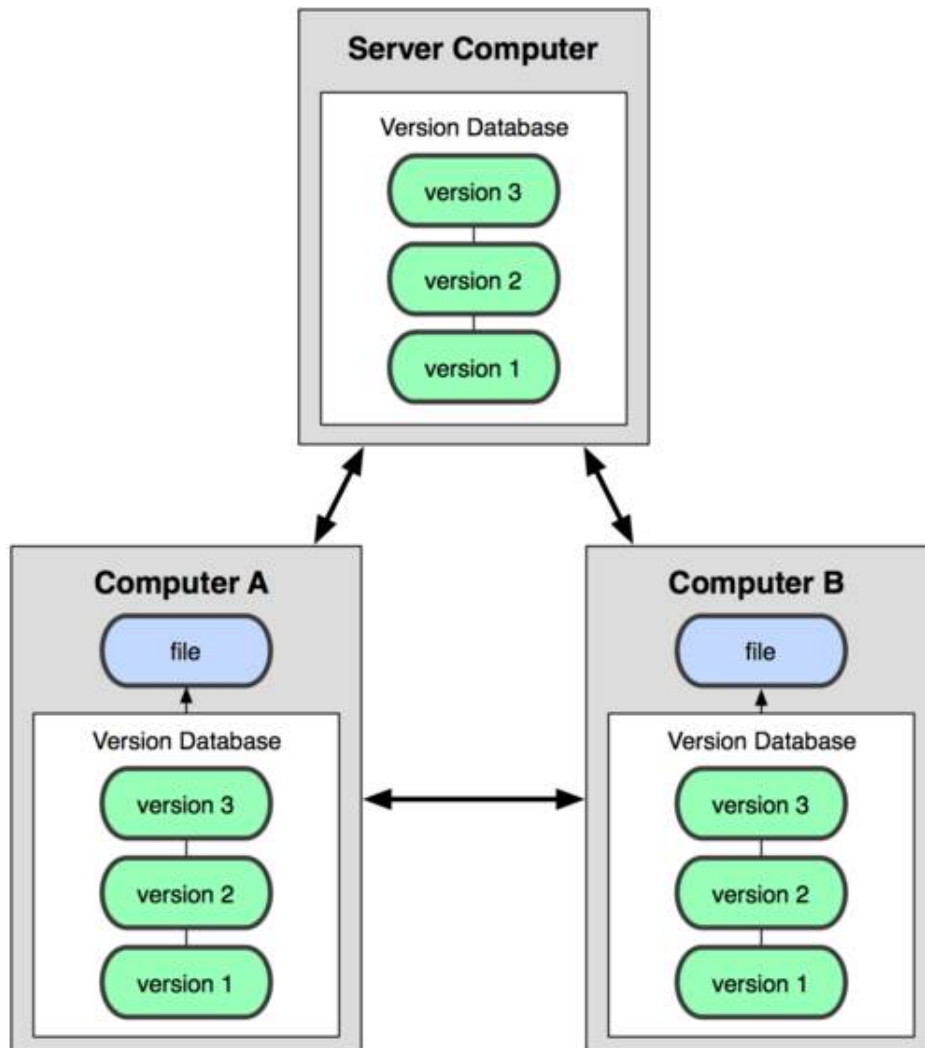 Server Computer
Version Database
version 3
version 2
version 1
Computer A
file
Version Database
version 3
version 2
version 1
Computer B
file
Version Database
version 3
version 2
version 1